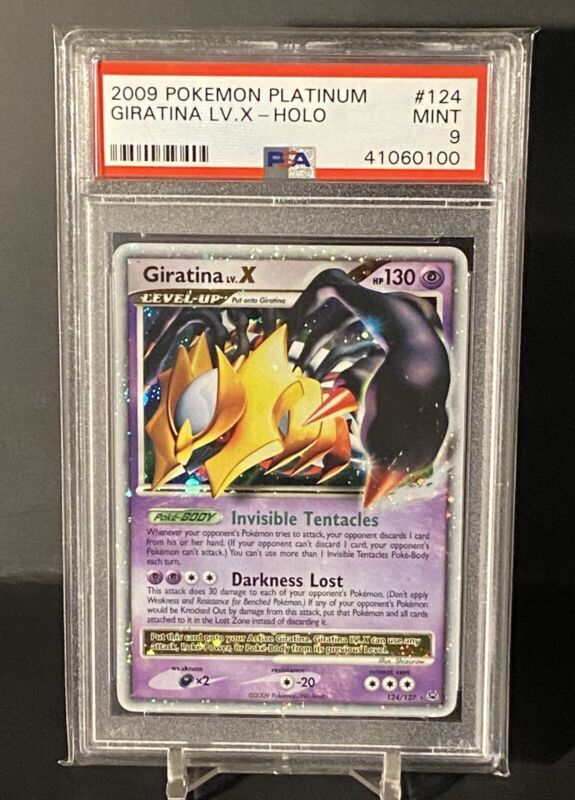 2009 POKEMON PLATINUM #124
GIRATINA LV.X – HOLO MINT
9
PSA 41060100
Giratina LV.X HP 130
LEVEL-UP Put onto Giratina
Poké-BODY Invisible Tentacles
Whenever your opponent's Pokémon tries to attack, your opponent discards 1 card
from his or her hand. (If your opponent can't discard 1 card, your opponent's
Pokémon can't attack.) You can't use more than 1 Invisible Tentacles Poké-Body
each turn.
Darkness Lost
This attack does 30 damage to each of your opponent's Pokémon. (Don't apply
Weakness and Resistance for Benched Pokémon.) If any of your opponent's Pokémon
would be Knocked Out by damage from this attack, put that Pokémon and all cards
attached to it in the Lost Zone instead of discarding it.
Put this card onto your Active Giratina. Giratina LV.X can use any
attack, Poké-Power, or Poké-Body from its previous Level.
Illus. Shizurow
weakness resistance retreat cost
×2 -20
©2009 Pokémon/Nintendo 124/127